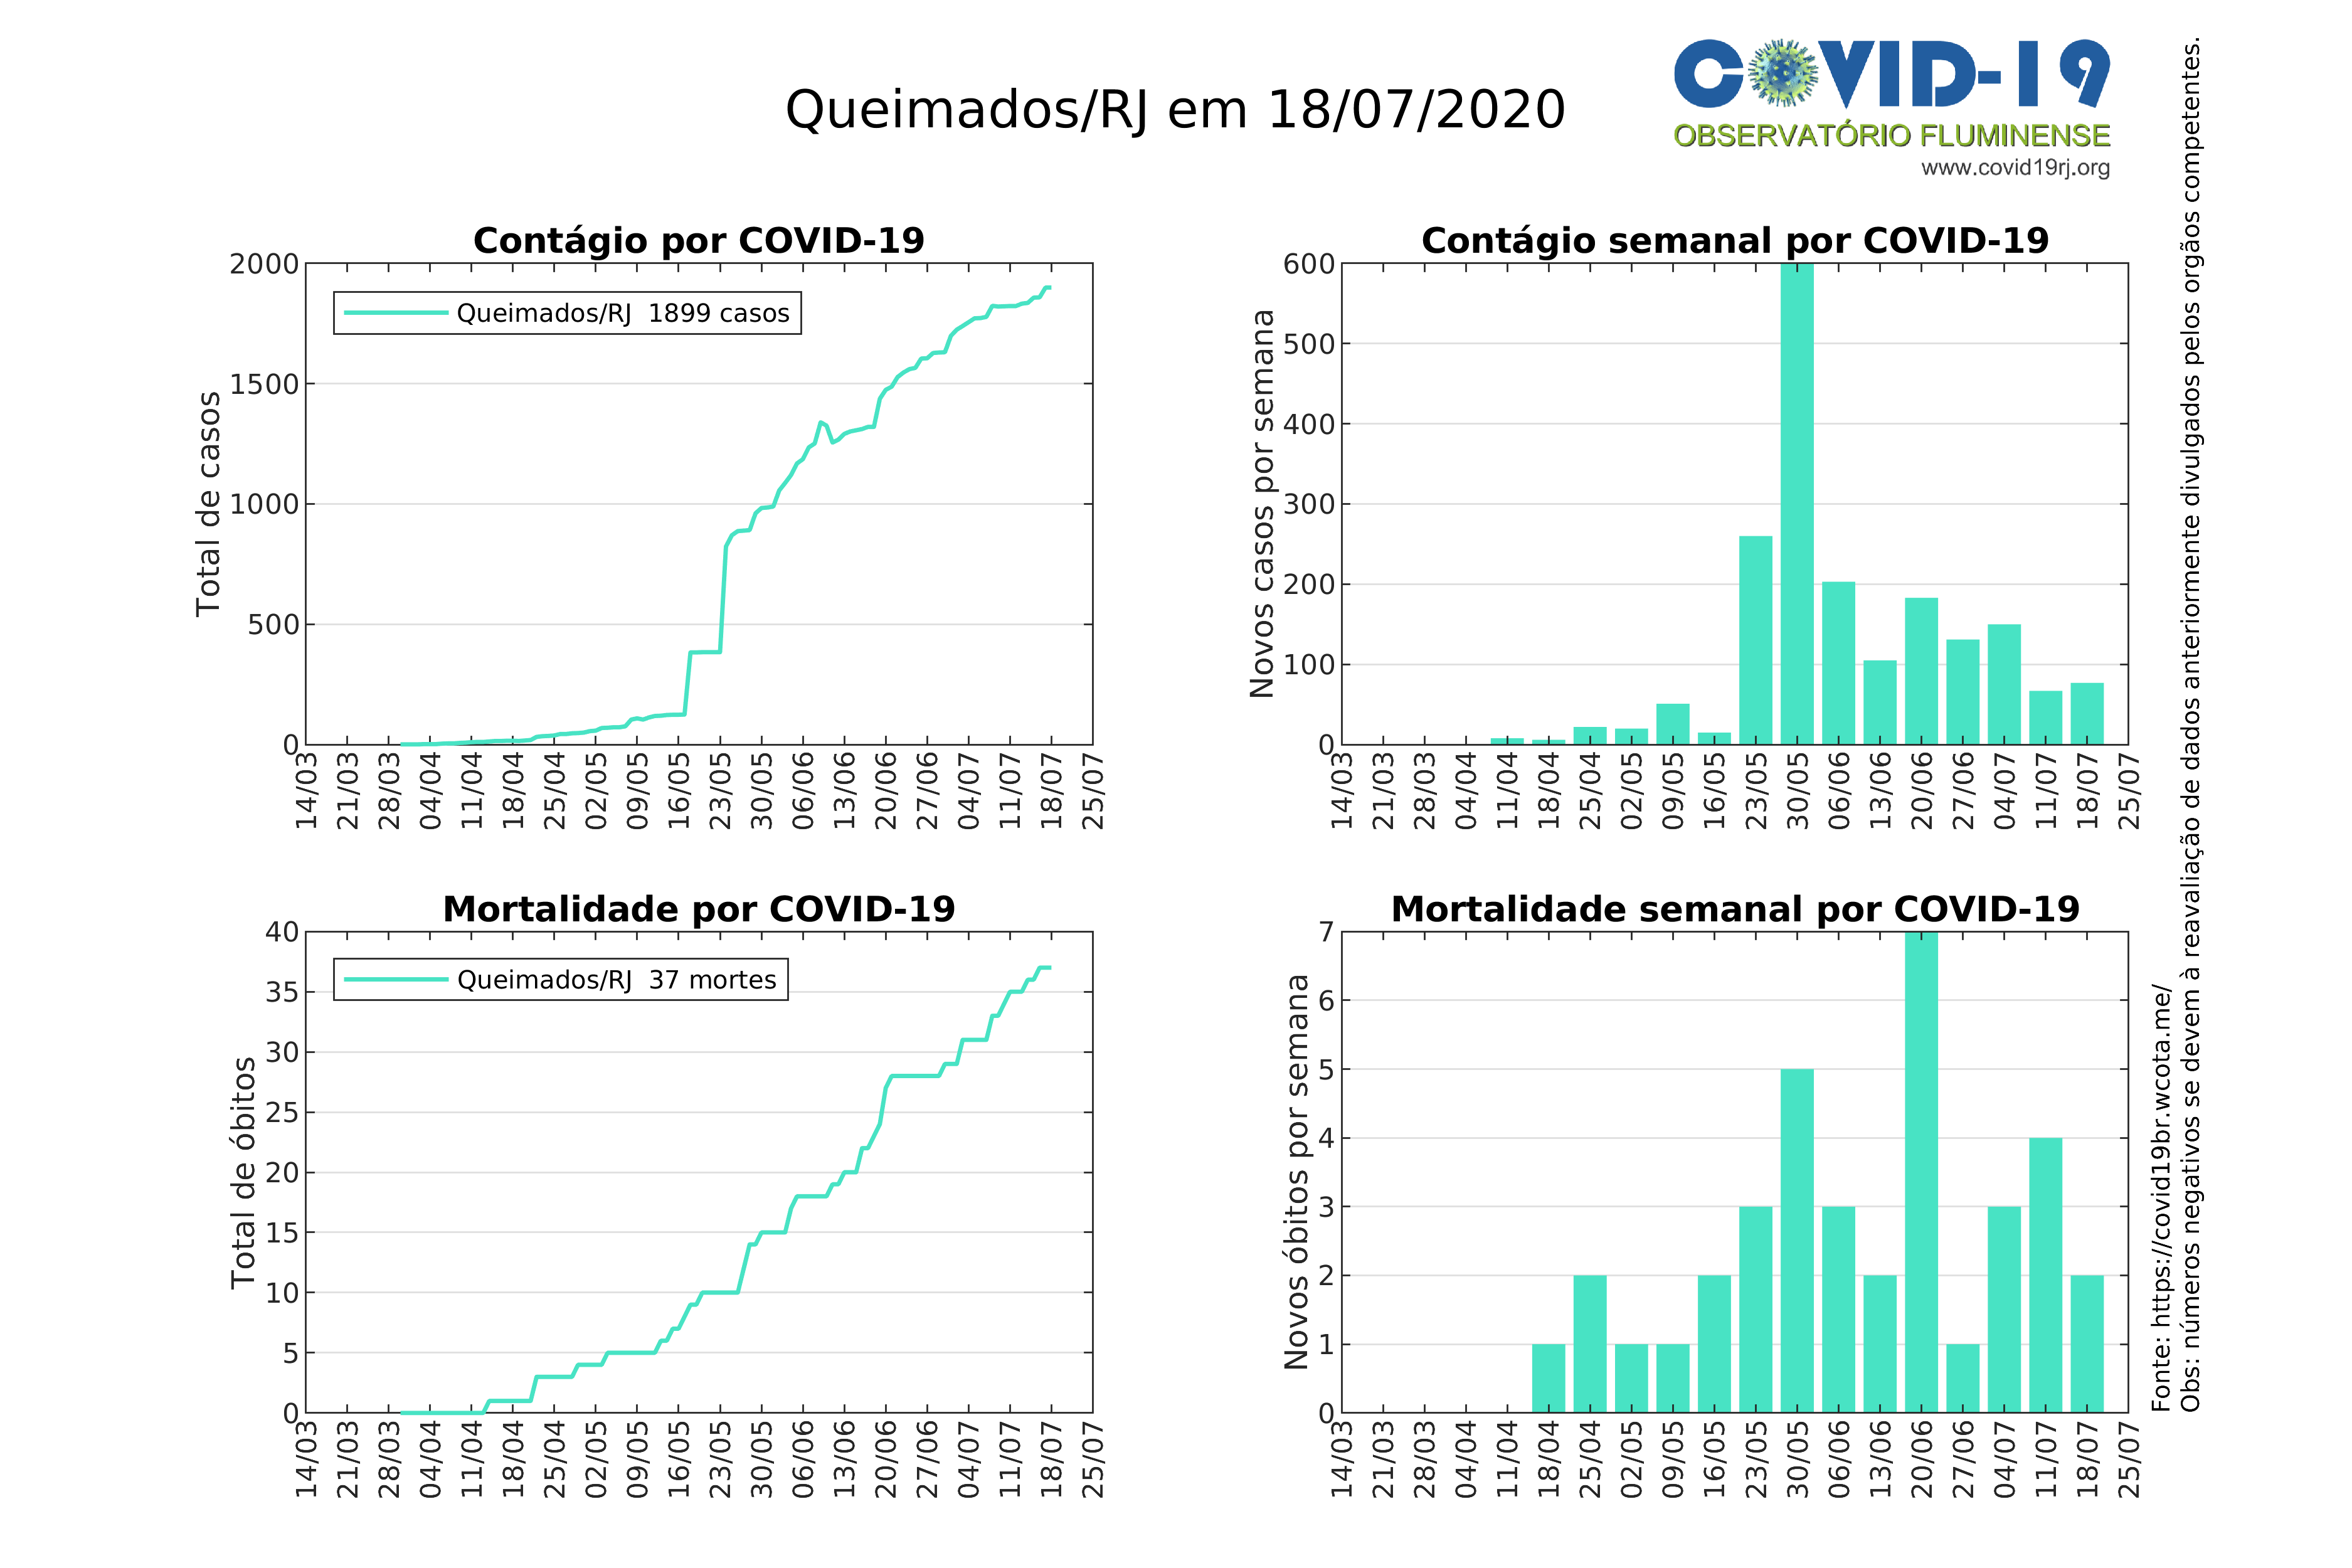 Queimados/RJ em 18/07/2020
COVID-19
OBSERVATÓRIO FLUMINENSE
www.covid19rj.org
Contágio por COVID-19
Total de casos
2000
1500
1000
500
0
Queimados/RJ 1899 casos
14/03 21/03 28/03 04/04 11/04 18/04 25/04 02/05 09/05 16/05 23/05 30/05 06/06 13/06 20/06 27/06 04/07 11/07 18/07 25/07
Contágio semanal por COVID-19
Novos casos por semana
600
500
400
300
200
100
0
14/03 21/03 28/03 04/04 11/04 18/04 25/04 02/05 09/05 16/05 23/05 30/05 06/06 13/06 20/06 27/06 04/07 11/07 18/07 25/07
Mortalidade por COVID-19
Total de óbitos
40
35
30
25
20
15
10
5
0
Queimados/RJ 37 mortes
14/03 21/03 28/03 04/04 11/04 18/04 25/04 02/05 09/05 16/05 23/05 30/05 06/06 13/06 20/06 27/06 04/07 11/07 18/07 25/07
Mortalidade semanal por COVID-19
Novos óbitos por semana
7
6
5
4
3
2
1
0
14/03 21/03 28/03 04/04 11/04 18/04 25/04 02/05 09/05 16/05 23/05 30/05 06/06 13/06 20/06 27/06 04/07 11/07 18/07 25/07
Fonte: https://covid19br.wcota.me/
Obs: números negativos se devem à reavaliação de dados anteriormente divulgados pelos orgãos competentes.